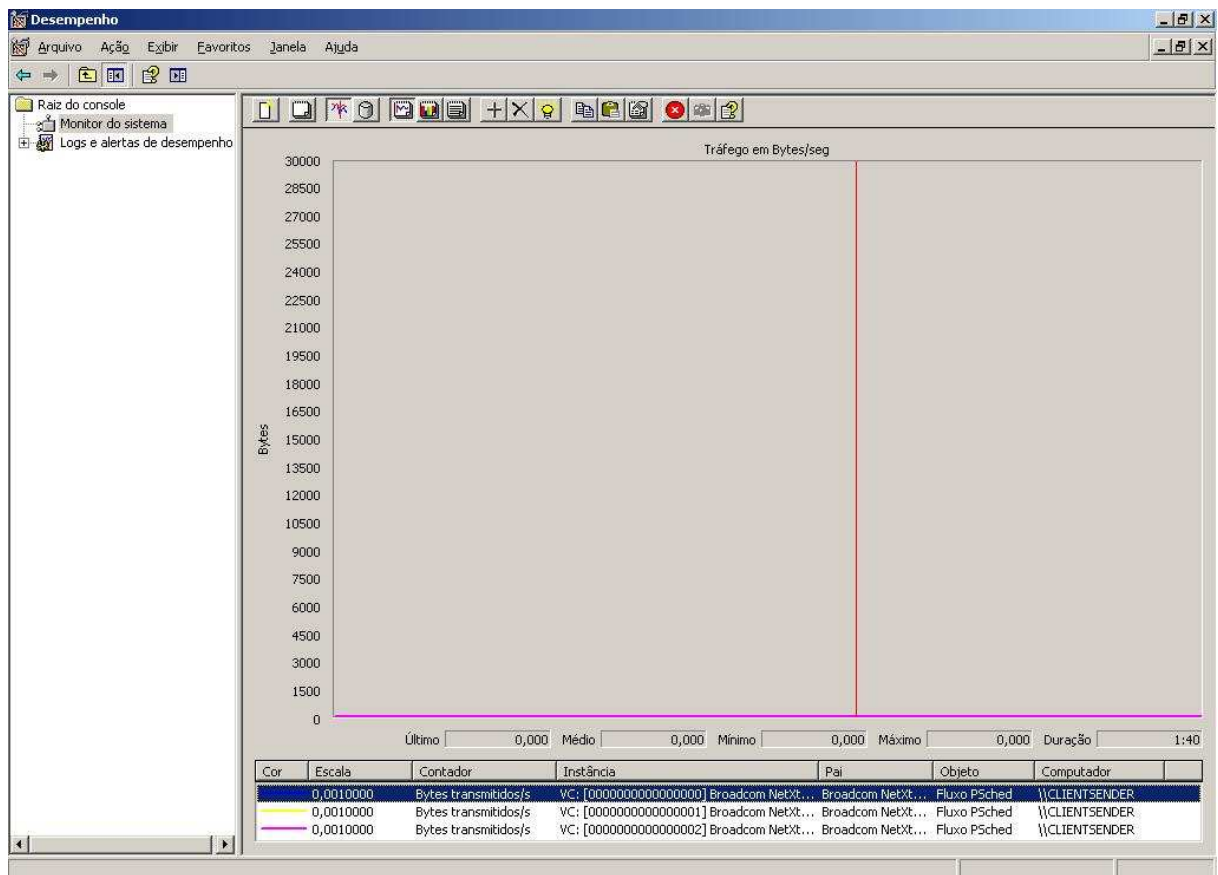 Desempenho
Arquivo Ação Exibir Favoritos Janela Ajuda
Raiz do console
Monitor do sistema
Logs e alertas de desempenho
Tráfego em Bytes/seg
30000
28500
27000
25500
24000
22500
21000
19500
18000
16500
15000
13500
12000
10500
9000
7500
6000
4500
3000
1500
0
Bytes
Último 0,000 Médio 0,000 Mínimo 0,000 Máximo 0,000 Duração 1:40
Cor Escala Contador Instância Pai Objeto Computador
0,0010000 Bytes transmitidos/s VC: [0000000000000000] Broadcom NetXt... Broadcom NetXt... Fluxo PSched \\CLIENTSENDER
0,0010000 Bytes transmitidos/s VC: [0000000000000001] Broadcom NetXt... Broadcom NetXt... Fluxo PSched \\CLIENTSENDER
0,0010000 Bytes transmitidos/s VC: [0000000000000002] Broadcom NetXt... Broadcom NetXt... Fluxo PSched \\CLIENTSENDER